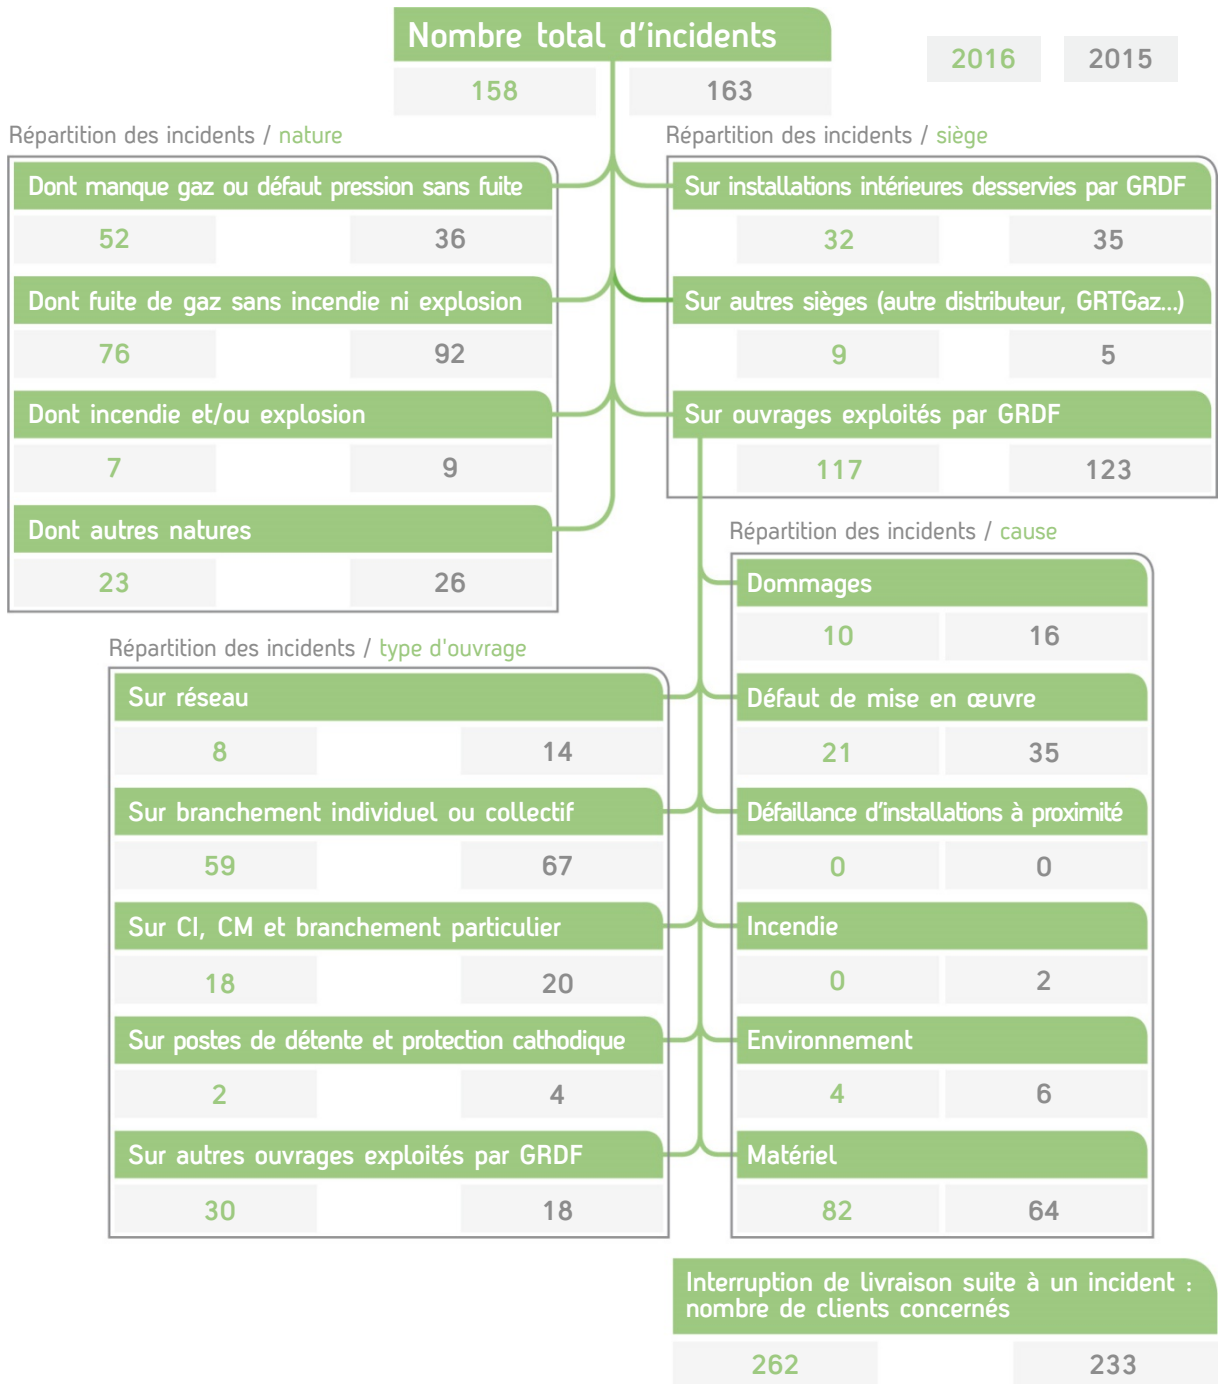 Nombre total d'incidents
158 163
2016 2015
Répartition des incidents / nature
Dont manque gaz ou défaut pression sans fuite
52 36
Dont fuite de gaz sans incendie ni explosion
76 92
Dont incendie et/ou explosion
7 9
Dont autres natures
23 26
Répartition des incidents / siège
Sur installations intérieures desservies par GRDF
32 35
Sur autres sièges (autre distributeur, GRTGaz...)
9 5
Sur ouvrages exploités par GRDF
117 123
Répartition des incidents / type d'ouvrage
Sur réseau
8 14
Sur branchement individuel ou collectif
59 67
Sur CI, CM et branchement particulier
18 20
Sur postes de détente et protection cathodique
2 4
Sur autres ouvrages exploités par GRDF
30 18
Répartition des incidents / cause
Dommages
10 16
Défaut de mise en œuvre
21 35
Défaillance d'installations à proximité
0 0
Incendie
0 2
Environnement
4 6
Matériel
82 64
Interruption de livraison suite à un incident :
nombre de clients concernés
262 233